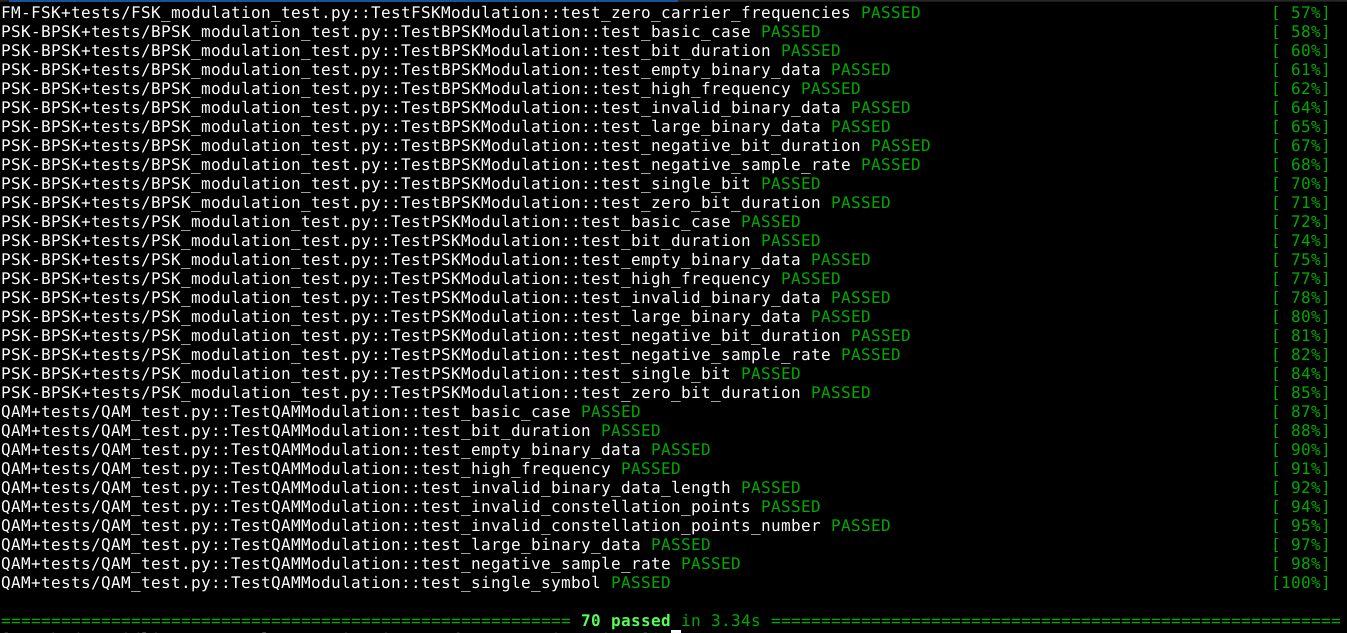 FM-FSK+tests/FSK_modulation_test.py::TestFSKModulation::test_zero_carrier_frequencies PASSED [ 57%]
PSK-BPSK+tests/BPSK_modulation_test.py::TestBPSKModulation::test_basic_case PASSED [ 58%]
PSK-BPSK+tests/BPSK_modulation_test.py::TestBPSKModulation::test_bit_duration PASSED [ 60%]
PSK-BPSK+tests/BPSK_modulation_test.py::TestBPSKModulation::test_empty_binary_data PASSED [ 61%]
PSK-BPSK+tests/BPSK_modulation_test.py::TestBPSKModulation::test_high_frequency PASSED [ 62%]
PSK-BPSK+tests/BPSK_modulation_test.py::TestBPSKModulation::test_invalid_binary_data PASSED [ 64%]
PSK-BPSK+tests/BPSK_modulation_test.py::TestBPSKModulation::test_large_binary_data PASSED [ 65%]
PSK-BPSK+tests/BPSK_modulation_test.py::TestBPSKModulation::test_negative_bit_duration PASSED [ 67%]
PSK-BPSK+tests/BPSK_modulation_test.py::TestBPSKModulation::test_negative_sample_rate PASSED [ 68%]
PSK-BPSK+tests/BPSK_modulation_test.py::TestBPSKModulation::test_single_bit PASSED [ 70%]
PSK-BPSK+tests/BPSK_modulation_test.py::TestBPSKModulation::test_zero_bit_duration PASSED [ 71%]
PSK-BPSK+tests/PSK_modulation_test.py::TestPSKModulation::test_basic_case PASSED [ 72%]
PSK-BPSK+tests/PSK_modulation_test.py::TestPSKModulation::test_bit_duration PASSED [ 74%]
PSK-BPSK+tests/PSK_modulation_test.py::TestPSKModulation::test_empty_binary_data PASSED [ 75%]
PSK-BPSK+tests/PSK_modulation_test.py::TestPSKModulation::test_high_frequency PASSED [ 77%]
PSK-BPSK+tests/PSK_modulation_test.py::TestPSKModulation::test_invalid_binary_data PASSED [ 78%]
PSK-BPSK+tests/PSK_modulation_test.py::TestPSKModulation::test_large_binary_data PASSED [ 80%]
PSK-BPSK+tests/PSK_modulation_test.py::TestPSKModulation::test_negative_bit_duration PASSED [ 81%]
PSK-BPSK+tests/PSK_modulation_test.py::TestPSKModulation::test_negative_sample_rate PASSED [ 82%]
PSK-BPSK+tests/PSK_modulation_test.py::TestPSKModulation::test_single_bit PASSED [ 84%]
PSK-BPSK+tests/PSK_modulation_test.py::TestPSKModulation::test_zero_bit_duration PASSED [ 85%]
QAM+tests/QAM_test.py::TestQAMModulation::test_basic_case PASSED [ 87%]
QAM+tests/QAM_test.py::TestQAMModulation::test_bit_duration PASSED [ 88%]
QAM+tests/QAM_test.py::TestQAMModulation::test_empty_binary_data PASSED [ 90%]
QAM+tests/QAM_test.py::TestQAMModulation::test_high_frequency PASSED [ 91%]
QAM+tests/QAM_test.py::TestQAMModulation::test_invalid_binary_data_length PASSED [ 92%]
QAM+tests/QAM_test.py::TestQAMModulation::test_invalid_constellation_points PASSED [ 94%]
QAM+tests/QAM_test.py::TestQAMModulation::test_invalid_constellation_points_number PASSED [ 95%]
QAM+tests/QAM_test.py::TestQAMModulation::test_large_binary_data PASSED [ 97%]
QAM+tests/QAM_test.py::TestQAMModulation::test_negative_sample_rate PASSED [ 98%]
QAM+tests/QAM_test.py::TestQAMModulation::test_single_symbol PASSED [100%]
========================================================= 70 passed in 3.34s =========================================================